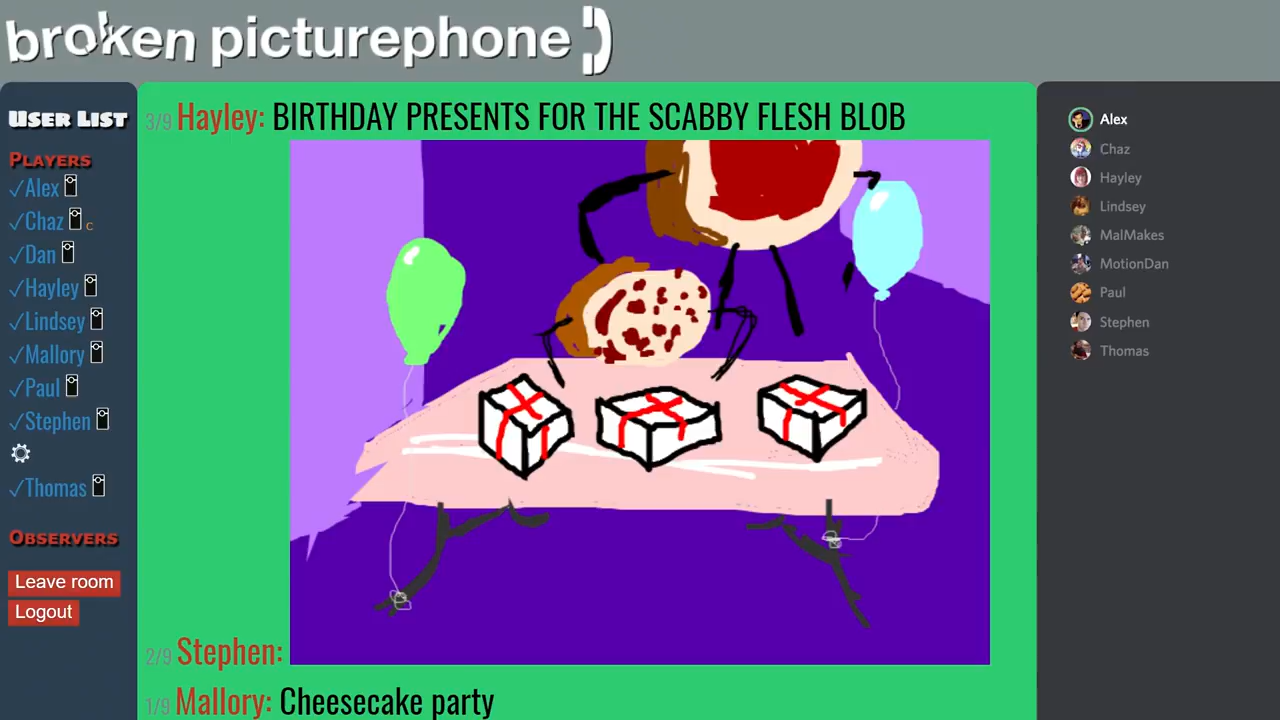 broken picturephone
USER LIST
3/9 Hayley: BIRTHDAY PRESENTS FOR THE SCABBY FLESH BLOB
PLAYERS
✓Alex
✓Chaz C
✓Dan
✓Hayley
✓Lindsey
✓Mallory
✓Paul
✓Stephen
✓Thomas
OBSERVERS
Leave room
Logout
2/9 Stephen:
1/9 Mallory: Cheesecake party
Alex
Chaz
Hayley
Lindsey
MalMakes
MotionDan
Paul
Stephen
Thomas